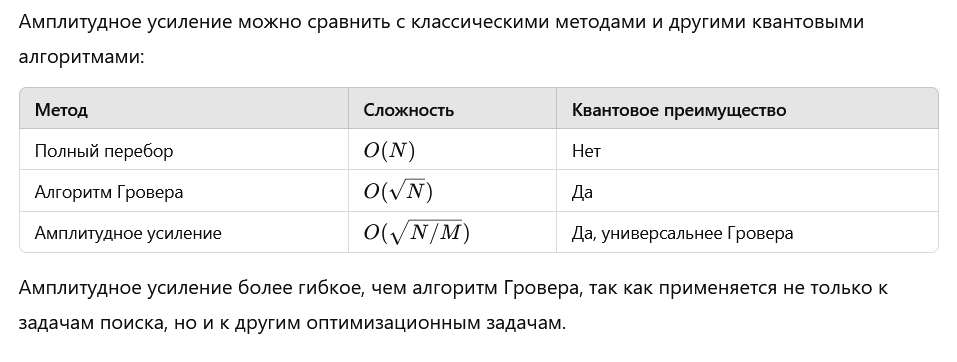 Амплитудное усиление можно сравнить с классическими методами и другими квантовыми
алгоритмами:
Метод Сложность Квантовое преимущество
Полный перебор O(N) Нет
Алгоритм Гровера O(√N) Да
Амплитудное усиление O(√N/M) Да, универсальнее Гровера
Амплитудное усиление более гибкое, чем алгоритм Гровера, так как применяется не только к
задачам поиска, но и к другим оптимизационным задачам.